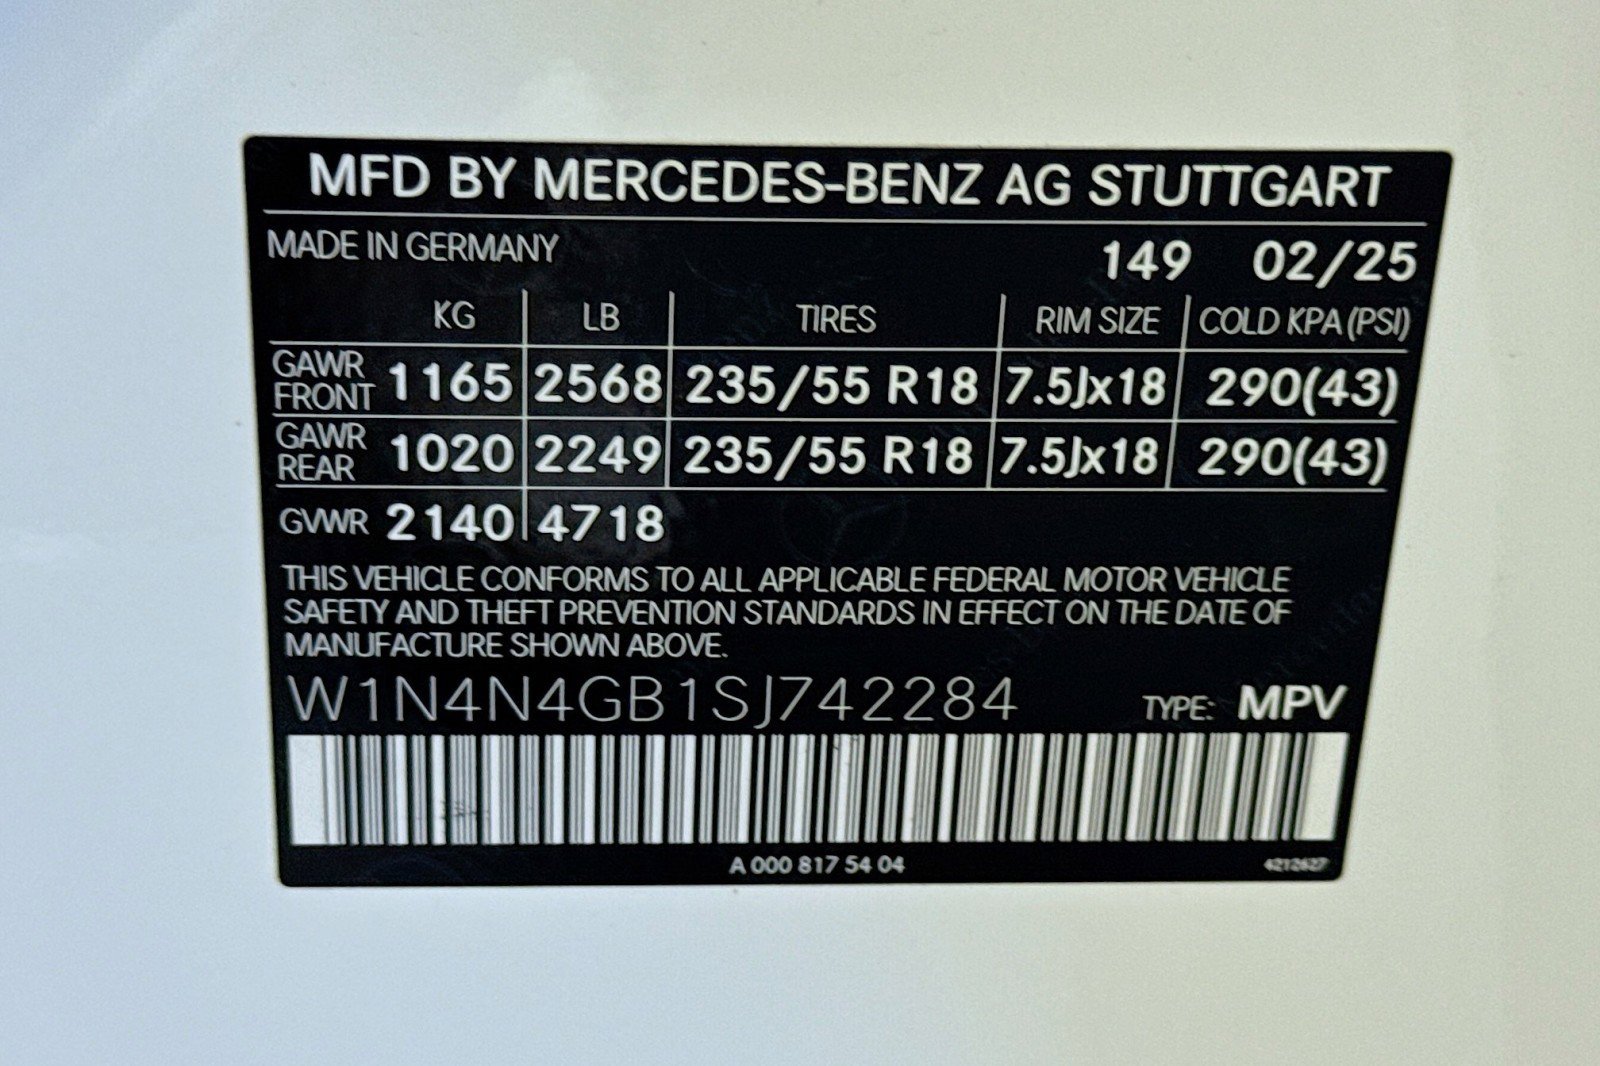 MFD BY MERCEDES-BENZ AG STUTTGART
MADE IN GERMANY 149 02/25
KG LB TIRES RIM SIZE COLD KPA (PSI)
GAWR FRONT 1165 2568 235/55 R18 7.5Jx18 290(43)
GAWR REAR 1020 2249 235/55 R18 7.5Jx18 290(43)
GVWR 2140 4718
THIS VEHICLE CONFORMS TO ALL APPLICABLE FEDERAL MOTOR VEHICLE
SAFETY AND THEFT PREVENTION STANDARDS IN EFFECT ON THE DATE OF
MANUFACTURE SHOWN ABOVE.
W1N4N4GB1SJ742284 TYPE: MPV
A 000 817 54 04